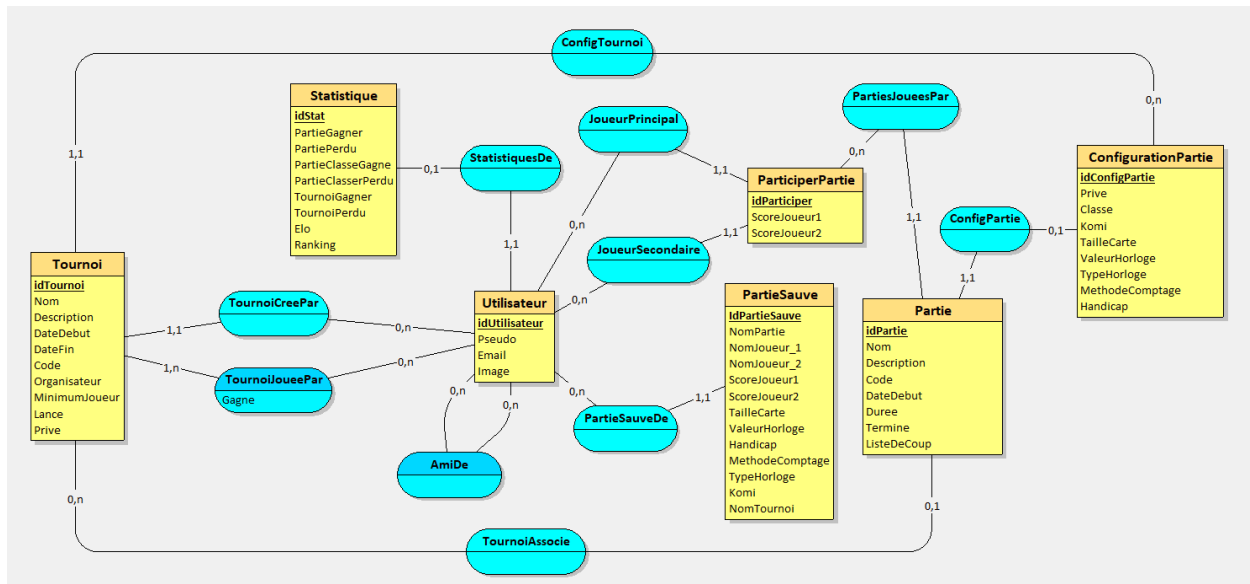 ConfigTournoi
Statistique
idStat
PartieGagner
PartiePerdu
PartieClasseGagne
PartieClasserPerdu
TournoiGagner
TournoiPerdu
Elo
Ranking
0,1
StatistiquesDe
1,1
JoueurPrincipal
0,n
1,1
PartiesJoueesPar
0,n
1,1
0,n
1,1
ParticiperPartie
idParticiper
ScoreJoueur1
ScoreJoueur2
ConfigurationPartie
idConfigPartie
Prive
Classe
Komi
TailleCarte
ValeurHorloge
TypeHorloge
MethodeComptage
Handicap
ConfigPartie
0,1
1,1
JoueurSecondaire
1,1
0,n
Tournoi
idTournoi
Nom
Description
DateDebut
DateFin
Code
Organisateur
MinimumJoueur
Lance
Prive
TournoiCreePar
1,1
0,n
TournoiJoueePar
Gagne
1,n
0,n
Utilisateur
idUtilisateur
Pseudo
Email
Image
0,n
0,n
AmiDe
0,n
PartieSauveDe
1,1
PartieSauve
IdPartieSauve
NomPartie
NomJoueur_1
NomJoueur_2
ScoreJoueur1
ScoreJoueur2
TailleCarte
ValeurHorloge
Handicap
MethodeComptage
TypeHorloge
Komi
NomTournoi
Partie
idPartie
Nom
Description
Code
DateDebut
Duree
Termine
ListeDeCoup
0,n
0,1
TournoiAssocie